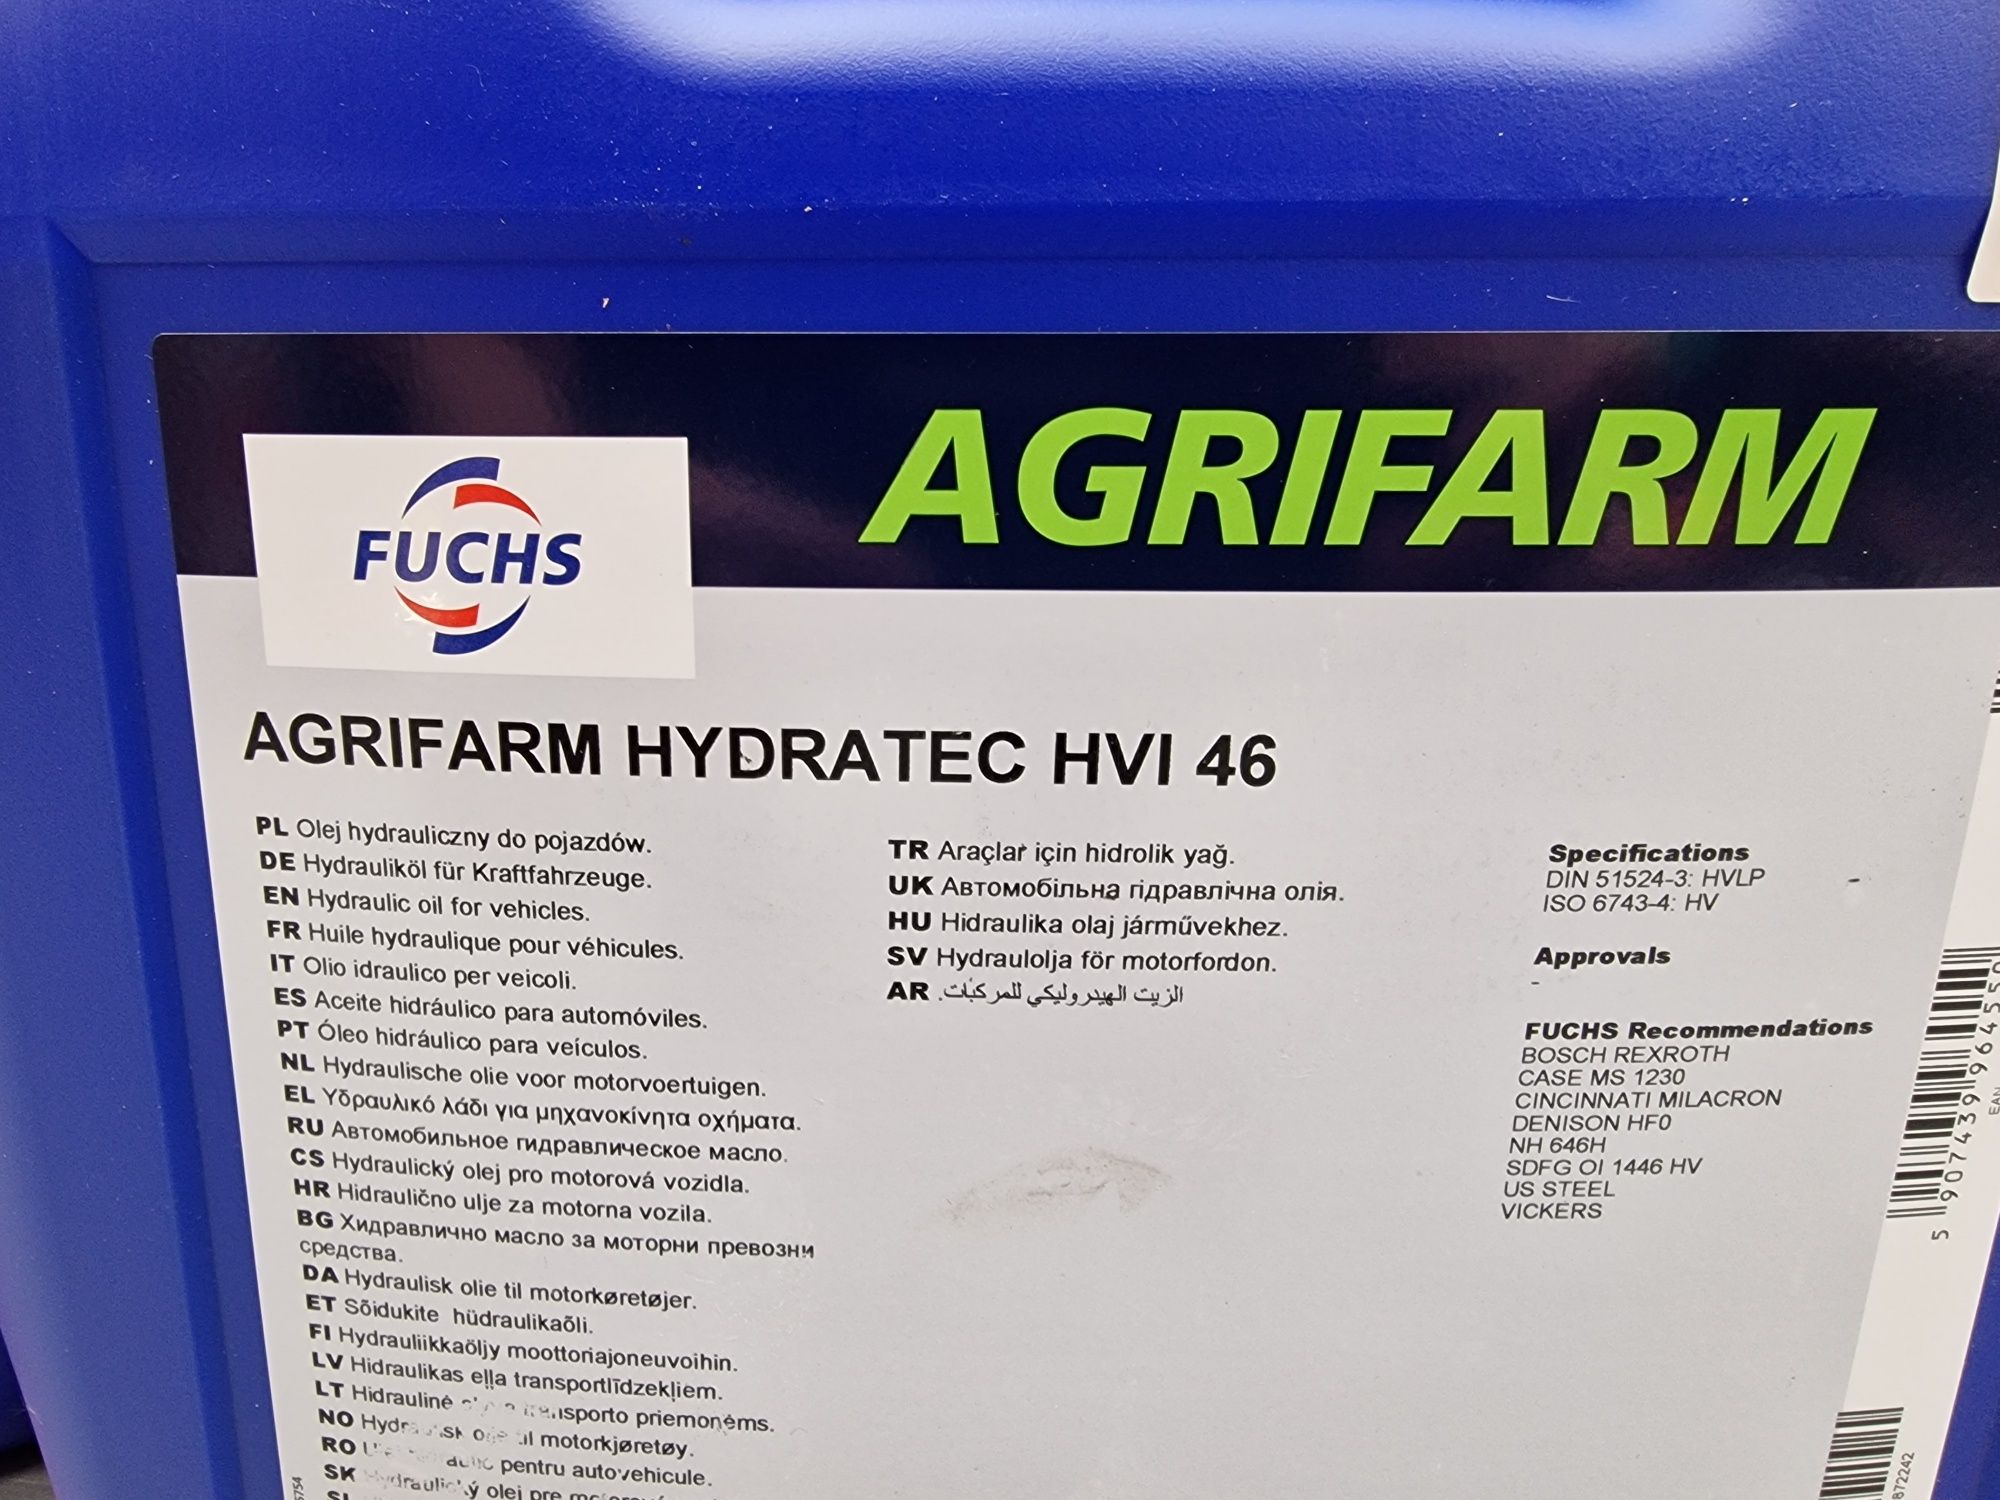 AGRIFARM
FUCHS
AGRIFARM HYDRATEC HVI 46
PL Olej hydrauliczny do pojazdów.
DE Hydrauliköl für Kraftfahrzeuge.
EN Hydraulic oil for vehicles.
FR Huile hydraulique pour véhicules.
IT Olio idraulico per veicoli.
ES Aceite hidráulico para automóviles.
PT Óleo hidráulico para veículos.
NL Hydraulische olie voor motorvoertuigen.
EL Υδραυλικό λάδι για μηχανοκίνητα οχήματα.
RU Автомобильное гидравлическое масло.
CS Hydraulický olej pro motorová vozidla.
HR Hidraulično ulje za motorna vozila.
BG Хидравлично масло за моторни превозни
средства.
DA Hydraulisk olie til motorkøretøjer.
ET Sõidukite hüdraulikaõli.
FI Hydrauliikkaöljy moottoriajoneuvoihin.
LV Hidraulikas eļļa transportlīdzekļiem.
LT Hidraulinė priemonėms.
NO motorkjøretøy.
RO pentru autovehicule.
SK olej pre
TR Araçlar için hidrolik yağ.
UK Автомобільна гідравлічна олія.
HU Hidraulika olaj járművekhez.
SV Hydraulolja för motorfordon.
AR الزيت الهيدروليكي للمركبات.
Specifications
DIN 51524-3: HVLP
ISO 6743-4: HV
Approvals
-
FUCHS Recommendations
BOSCH REXROTH
CASE MS 1230
CINCINNATI MILACRON
DENISON HF0
NH 646H
SDFG OI 1446 HV
US STEEL
VICKERS
EAN
872242